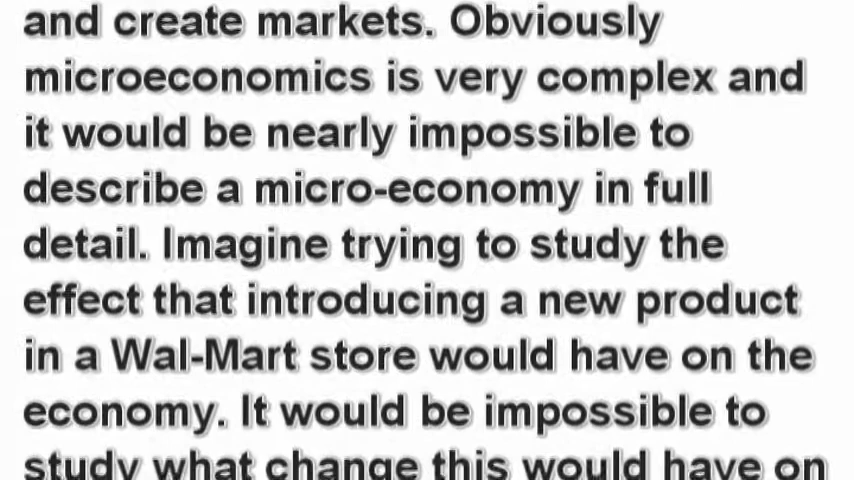 and create markets. Obviously
microeconomics is very complex and
it would be nearly impossible to
describe a micro-economy in full
detail. Imagine trying to study the
effect that introducing a new product
in a Wal-Mart store would have on the
economy. It would be impossible to
study what change this would have on